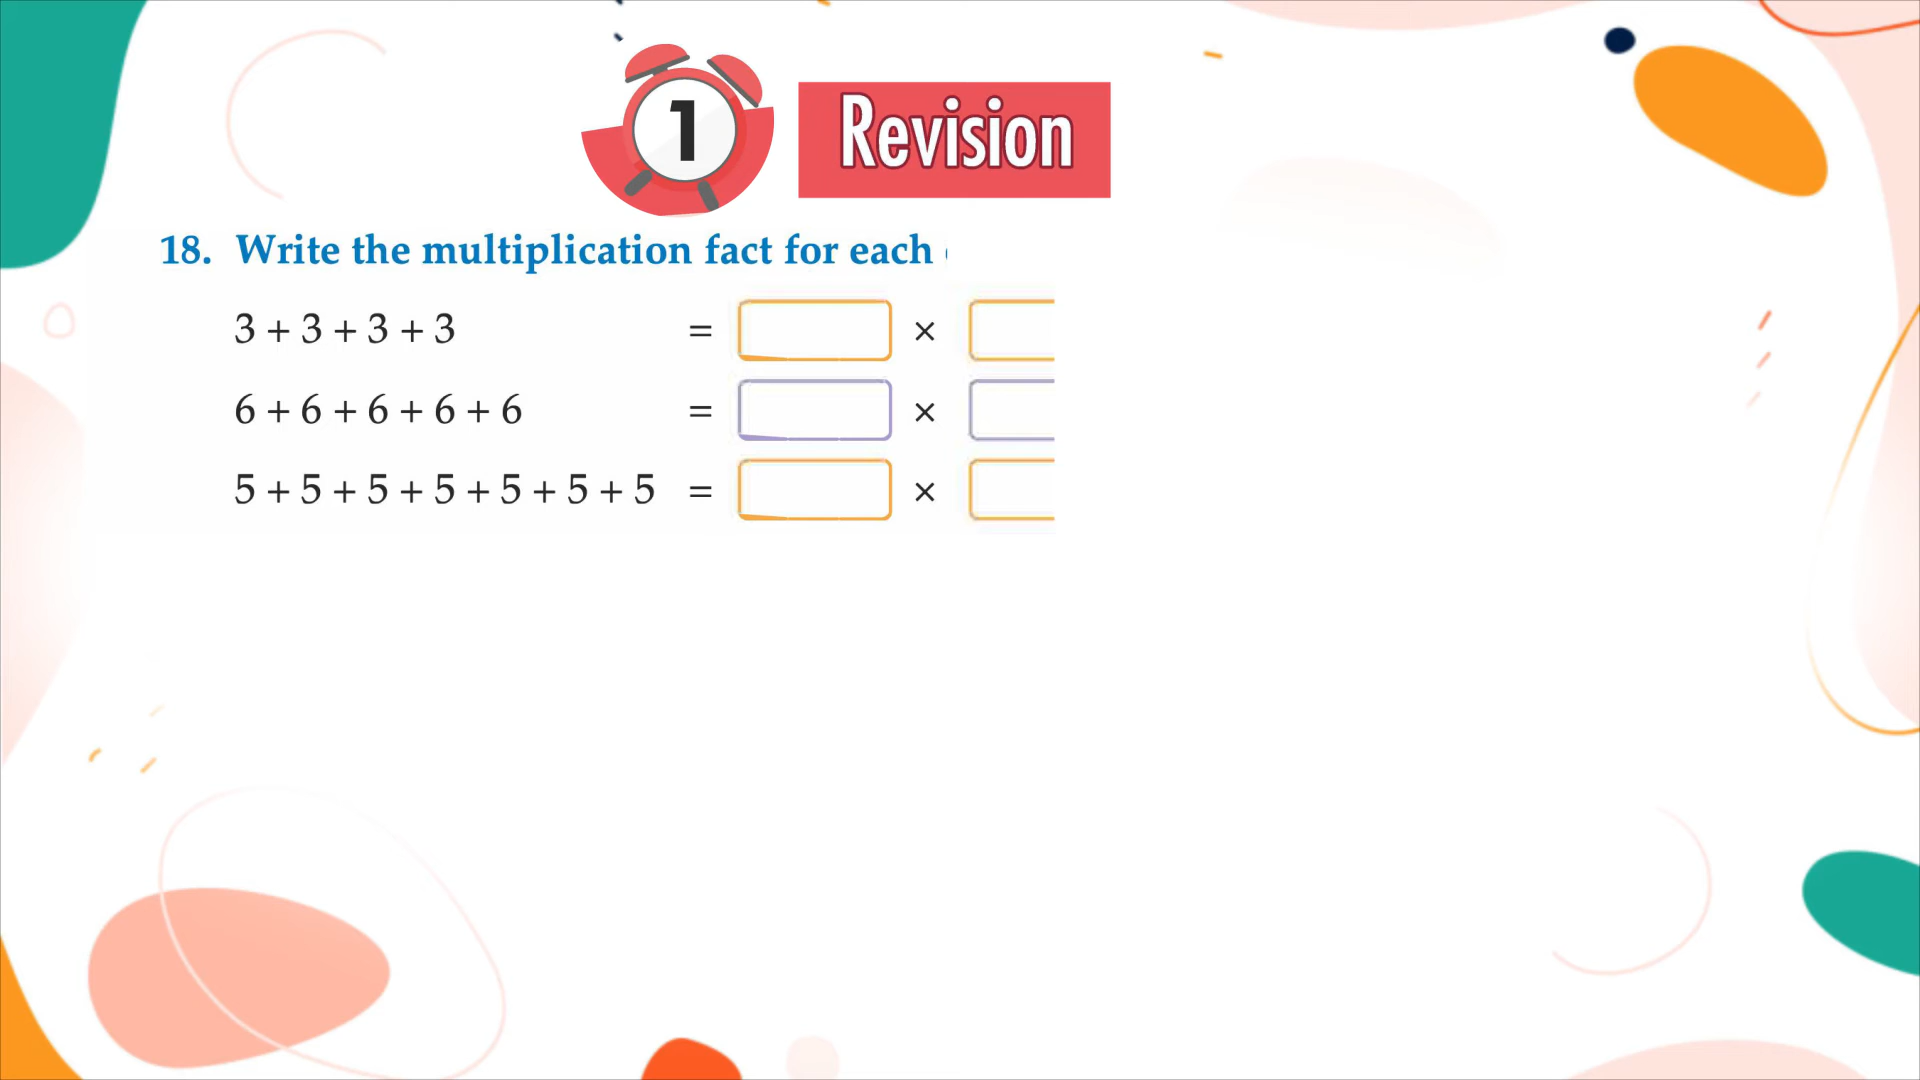 1 Revision
18. Write the multiplication fact for each
3 + 3 + 3 + 3 = ×
6 + 6 + 6 + 6 + 6 = ×
5 + 5 + 5 + 5 + 5 + 5 + 5 = ×